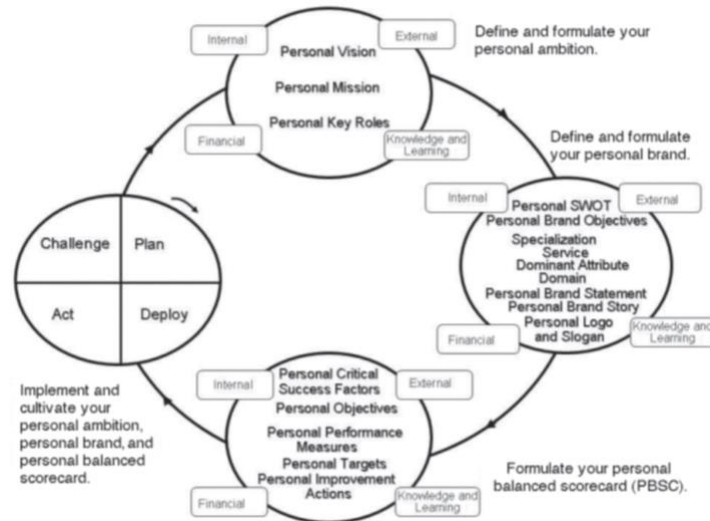 Internal
External
Personal Vision
Personal Mission
Personal Key Roles
Financial
Knowledge and
Learning
Define and formulate your
personal ambition.
Define and formulate
your personal brand.
Internal
External
Personal SWOT
Personal Brand Objectives
Specialization
Service
Dominant Attribute
Domain
Personal Brand Statement
Personal Brand Story
Personal Logo
and Slogan
Financial
Knowledge and
Learning
Challenge
Plan
Act
Deploy
Internal
External
Personal Critical
Success Factors
Personal Objectives
Personal Performance
Measures
Personal Targets
Personal Improvement
Actions
Financial
Knowledge and
Learning
Implement and
cultivate your
personal ambition,
personal brand, and
personal balanced
scorecard.
Formulate your personal
balanced scorecard (PBSC).